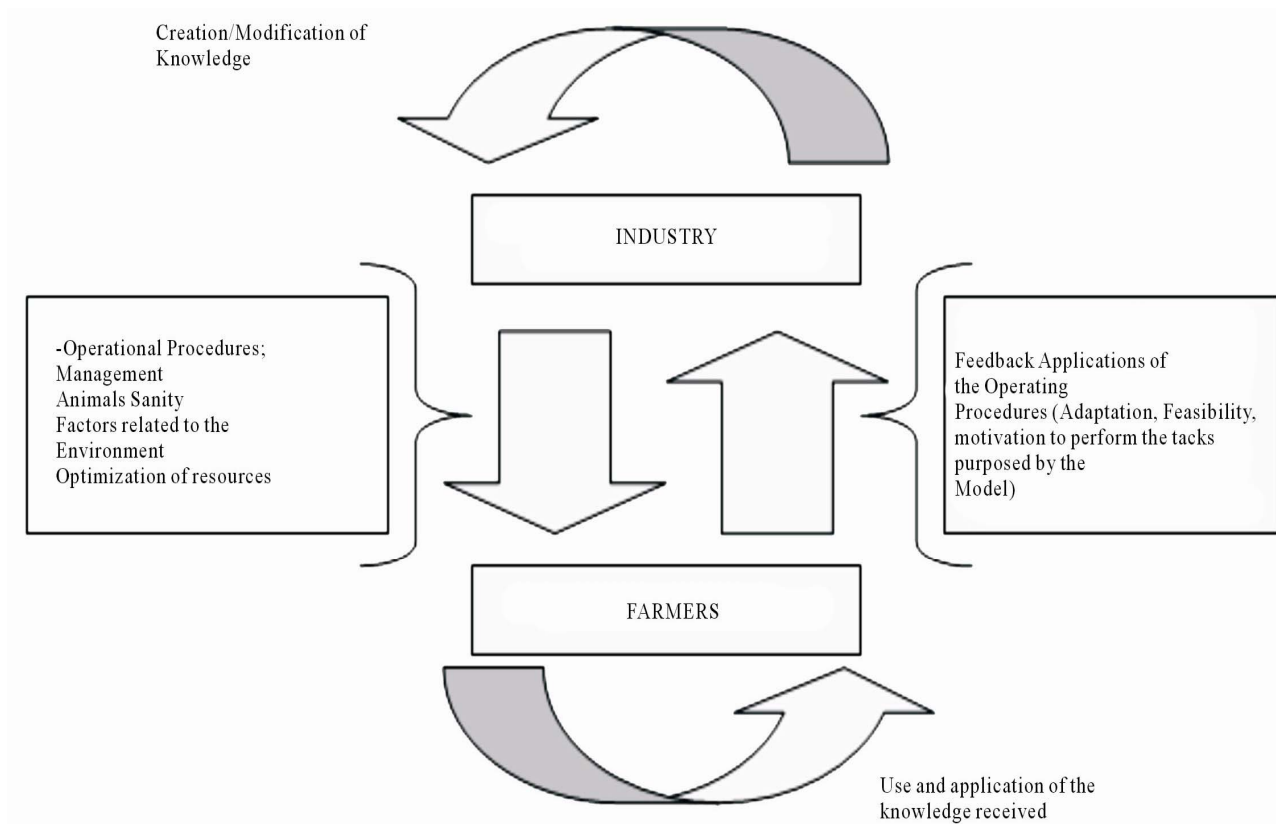 Creation/Modification of
Knowledge
INDUSTRY
-Operational Procedures;
Management
Animals Sanity
Factors related to the
Environment
Optimization of resources
Feedback Applications of
the Operating
Procedures (Adaptation, Feasibility,
motivation to perform the tacks
purposed by the
Model)
FARMERS
Use and application of the
knowledge received